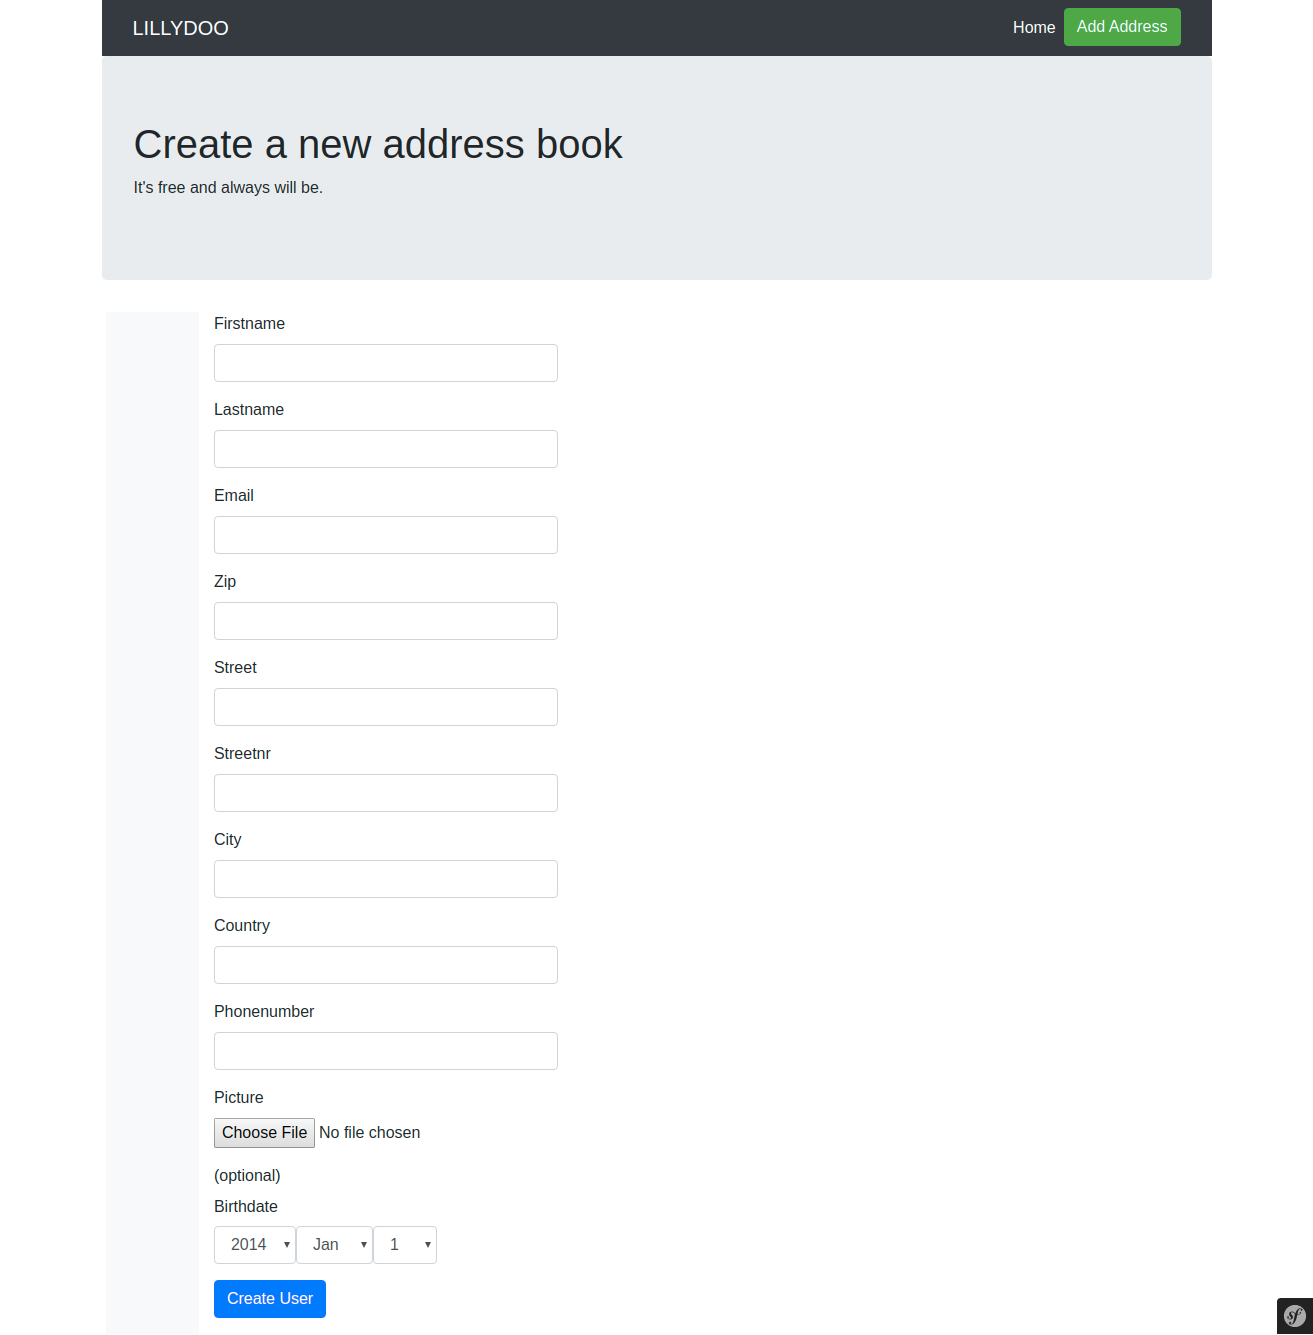 LILLYDOO
Home Add Address
Create a new address book
It's free and always will be.
Firstname
Lastname
Email
Zip
Street
Streetnr
City
Country
Phonenumber
Picture
Choose File No file chosen
(optional)
Birthdate
2014 Jan 1
Create User
sf